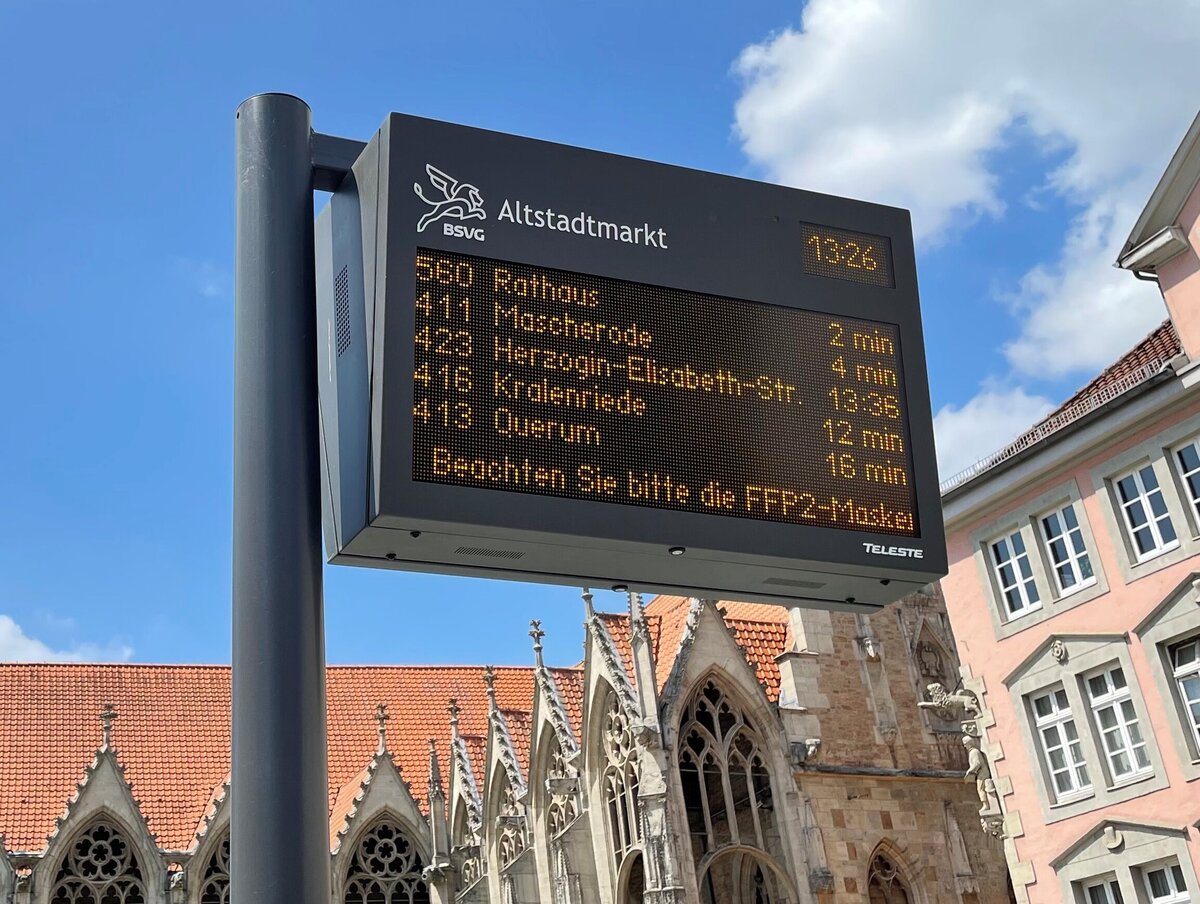 BSVG
Altstadtmarkt
13:26
560 Rathaus 2 min
411 Mascherode 4 min
423 Herzogin-Elisabeth-Str. 13:36
416 Kralenriede 12 min
413 Querum 16 min
Beachten Sie bitte die FFP2-Maske
TELESTE